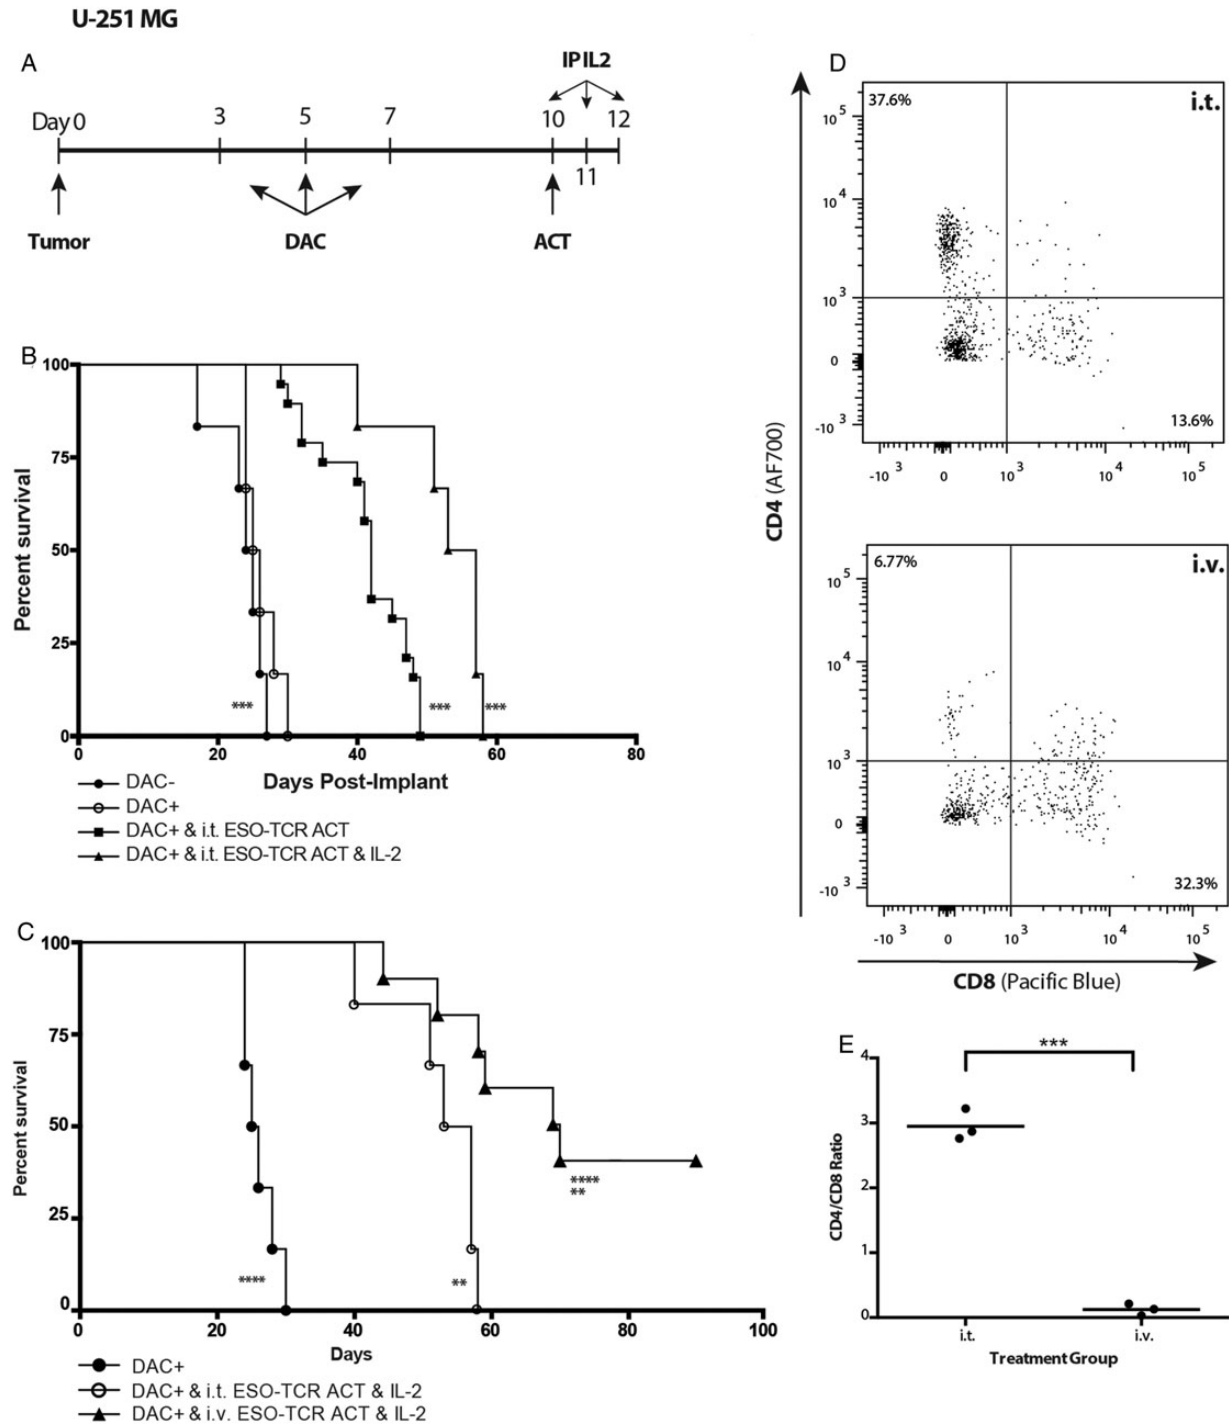 U-251 MG
A
IP IL2
Day 0
3
5
7
10
12
11
Tumor
DAC
ACT
B
100
75
50
25
0
Percent survival
0
20
40
60
80
***
***
***
Days Post-Implant
DAC-
DAC+
DAC+ & i.t. ESO-TCR ACT
DAC+ & i.t. ESO-TCR ACT & IL-2
C
100
75
50
25
0
Percent survival
0
20
40
60
80
100
****
**
****
**
Days
DAC+
DAC+ & i.t. ESO-TCR ACT & IL-2
DAC+ & i.v. ESO-TCR ACT & IL-2
D
37.6%
i.t.
10 5
10 4
10 3
0
-10 3
13.6%
-10 3
0
10 3
10 4
10 5
CD4 (AF700)
6.77%
i.v.
10 5
10 4
10 3
0
-10 3
32.3%
-10 3
0
10 3
10 4
10 5
CD8 (Pacific Blue)
E
***
4
3
2
1
0
CD4/CD8 Ratio
i.t.
i.v.
Treatment Group